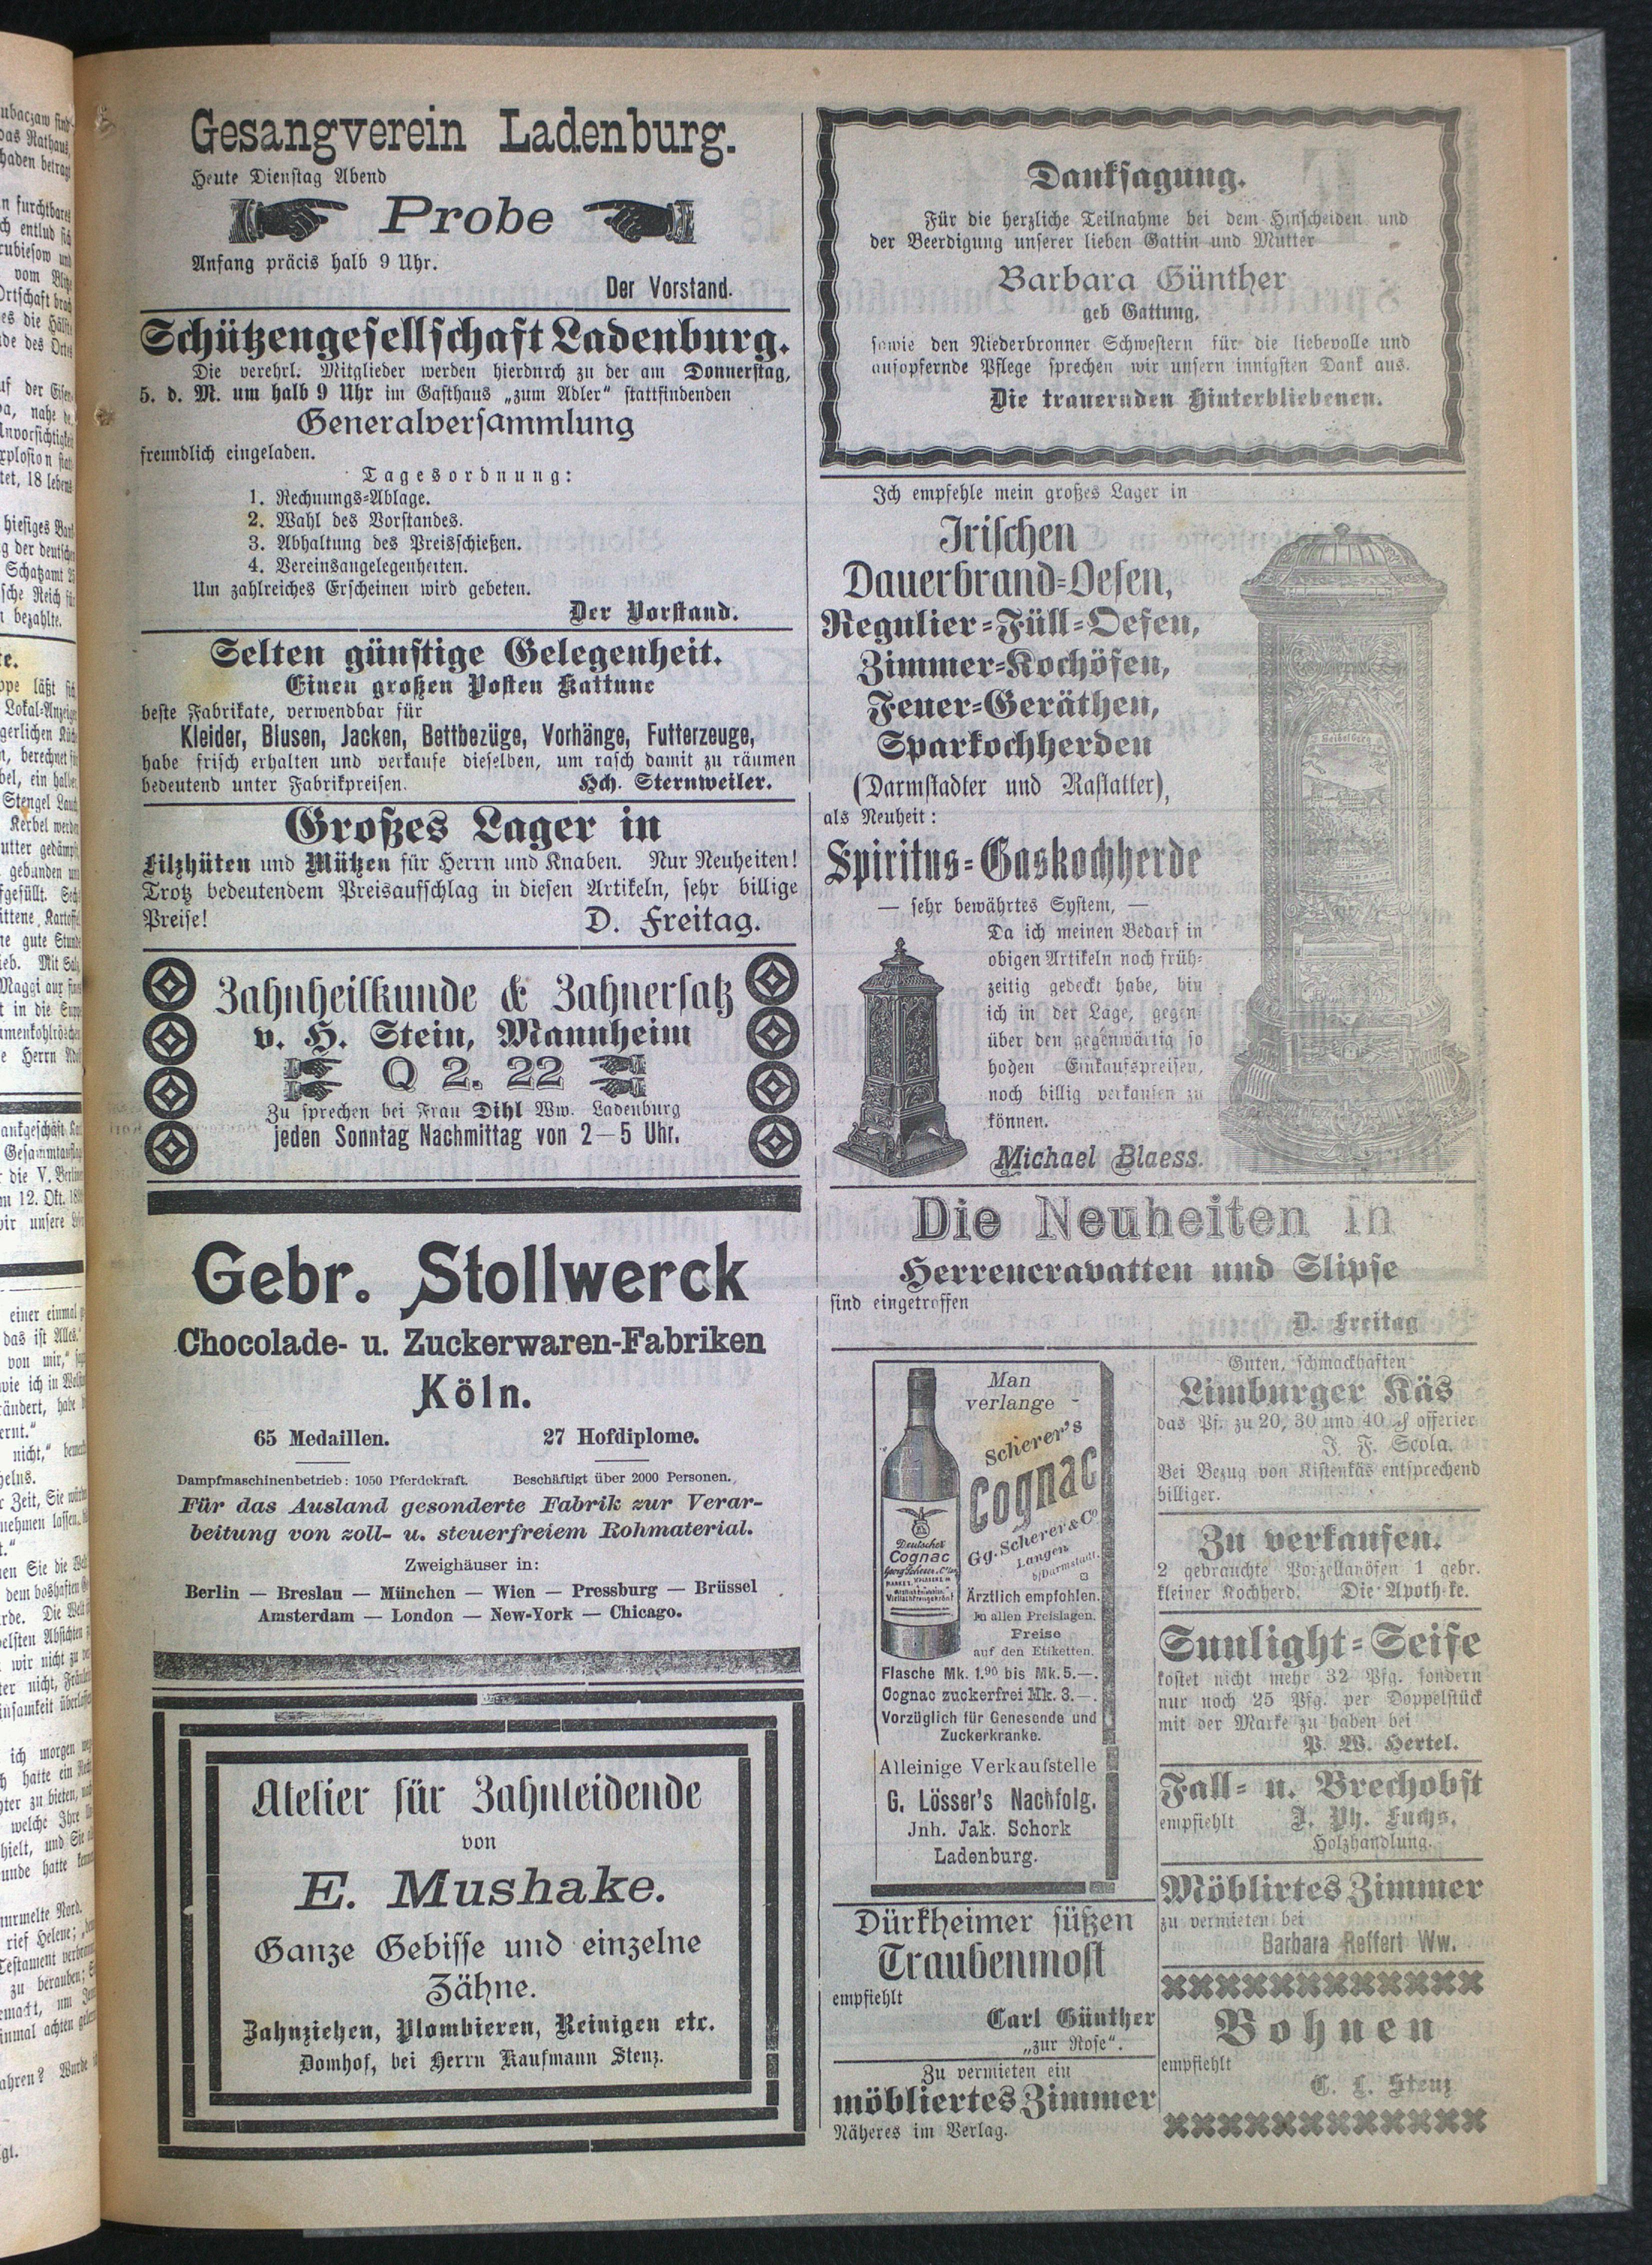 Gesangverein Ladenburg.
Heute Dienstag Abend
Probe
Anfang präcis halb 9 Uhr.
Der Vorstand.
Schützengesellschaft Ladenburg.
Die verehrl. Mitglieder werden hierdurch zu der am Donnerstag,
5. d. M. um halb 9 Uhr im Gasthaus „zum Adler“ stattfindenden
Generalversammlung
freundlich eingeladen.
Tagesordnung:
1. Rechnungs-Ablage.
2. Wahl des Vorstandes.
3. Abhaltung des Preisschießen.
4. Vereinsangelegenheiten.
Um zahlreiches Erscheinen wird gebeten.
Der Vorstand.
Selten günstige Gelegenheit.
Einen großen Posten Kattune
beste Fabrikate, verwendbar für
Kleider, Blusen, Jacken, Bettbezüge, Vorhänge, Futterzeuge,
habe frisch erhalten und verkaufe dieselben, um rasch damit zu räumen
bedeutend unter Fabrikpreisen. Hch. Sternweiler.
Großes Lager in
Filzhüten und Mützen für Herrn und Knaben. Nur Neuheiten!
Trotz bedeutendem Preisaufschlag in diesen Artikeln, sehr billige
Preise! D. Freitag.
Zahnheilkunde & Zahnersatz
v. H. Stein, Mannheim
Q 2. 22
Zu sprechen bei Frau Dihl Ww. Ladenburg
jeden Sonntag Nachmittag von 2—5 Uhr.
Gebr. Stollwerck
Chocolade- u. Zuckerwaren-Fabriken
Köln.
65 Medaillen. 27 Hofdiplome.
Dampfmaschinenbetrieb: 1050 Pferdekraft. Beschäftigt über 2000 Personen.
Für das Ausland gesonderte Fabrik zur Verar-
beitung von zoll- u. steuerfreiem Rohmaterial.
Zweighäuser in:
Berlin — Breslau — München — Wien — Pressburg — Brüssel
Amsterdam — London — New-York — Chicago.
Atelier für Zahnleidende
von
E. Mushake.
Ganze Gebisse und einzelne
Zähne.
Zahnziehen, Plombieren, Reinigen etc.
Domhof, bei Herrn Kaufmann Stenz.
Danksagung.
Für die herzliche Teilnahme bei dem Hinscheiden und
der Beerdigung unserer lieben Gattin und Mutter
Barbara Günther
geb Gattung,
sowie den Niederbronner Schwestern für die liebevolle und
aufopfernde Pflege sprechen wir unsern innigsten Dank aus.
Die trauernden Hinterbliebenen.
Ich empfehle mein großes Lager in
Irischen
Dauerbrand-Oefen,
Regulier-Füll-Oefen,
Zimmer-Kochöfen,
Feuer-Geräthen,
Sparkochherden
(Darmstadter und Rastatter),
als Neuheit:
Spiritus-Gaskochherde
— sehr bewährtes System, —
Da ich meinen Bedarf in
obigen Artikeln noch früh-
zeitig gedeckt habe, bin
ich in der Lage, gegen
über den gegenwärtig so
hohen Einkaufspreisen,
noch billig verkaufen zu
können.
Michael Blaess.
Die Neuheiten in
Herrencravatten und Slipse
sind eingetroffen
D. Freitag
Man
verlange
Scherer's
Cognac
Gg. Scherer & Co
Langen
b/Darmstadt.
Deutscher
Cognac
Ärztlich empfohlen.
In allen Preislagen.
Preise
auf den Etiketten.
Flasche Mk. 1.90 bis Mk. 5.—.
Cognac zuckerfrei Mk. 3.—.
Vorzüglich für Genesende und
Zuckerkranke.
Alleinige Verkaufstelle
G. Lösser's Nachfolg.
Jnh. Jak. Schork
Ladenburg.
Dürkheimer süßen
Traubenmost
empfiehlt
Carl Günther
„zur Rose“.
Zu vermieten ein
möbliertes Zimmer
Näheres im Verlag.
Guten, schmackhaften
Limburger Käs
das Pf. zu 20, 30 und 40 ₰ offerier
J. F. Scola.
Bei Bezug von Kistenkäs entsprechend
billiger.
Zu verkaufen.
2 gebrauchte Porzellanöfen 1 gebr.
kleiner Kochherd. Die Apotheke.
Sunlight-Seife
kostet nicht mehr 32 Pfg. sondern
nur noch 25 Pfg. per Doppelstück
mit der Marke zu haben bei
P. W. Hertel.
Fall- u. Brechobst
empfiehlt J. Ph. Fuchs,
Holzhandlung.
Möblirtes Zimmer
zu vermieten bei
Barbara Reffert Ww.
Bohnen
empfiehlt
C. L. Stenz